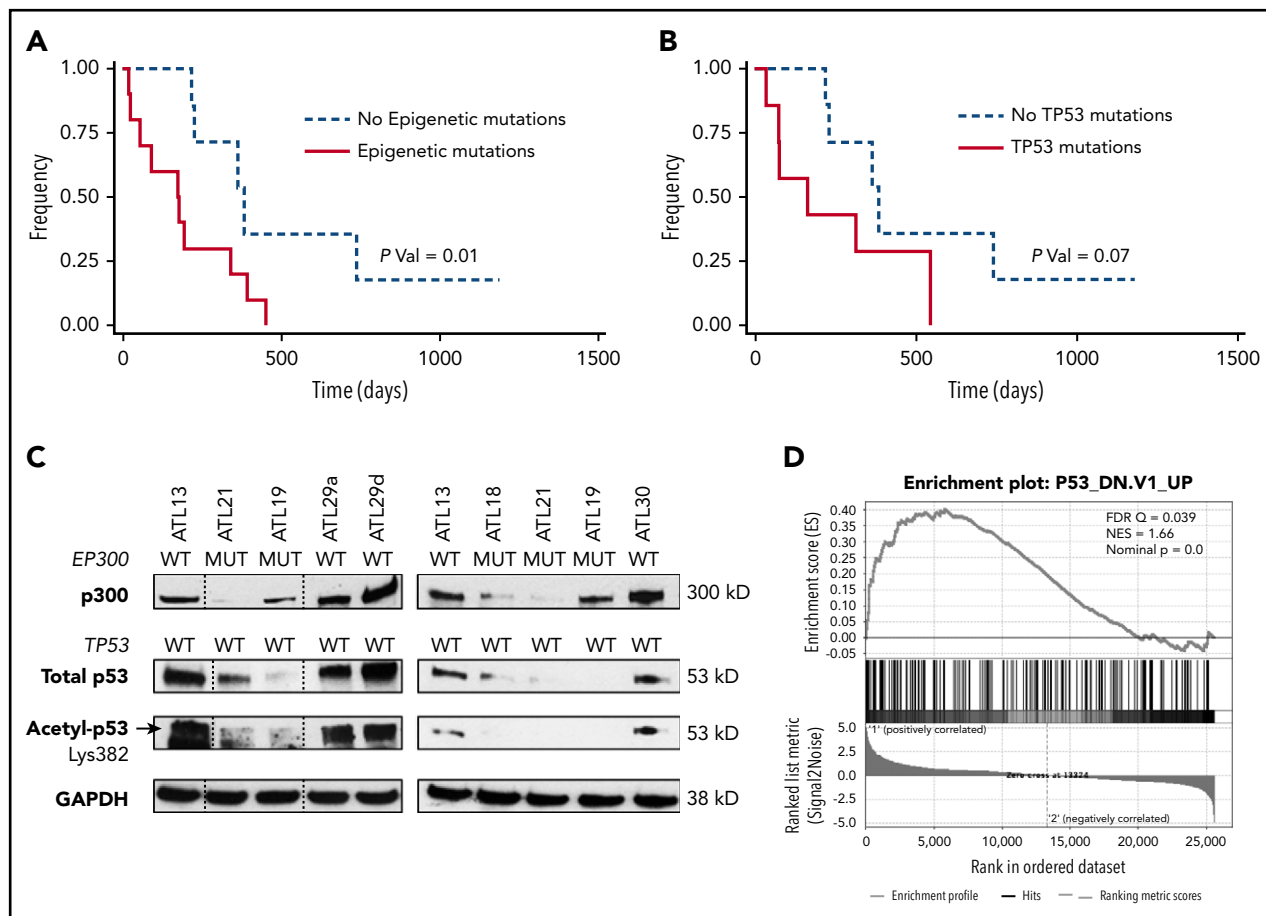 A
1.00
0.75
0.50
0.25
0.00
Frequency
No Epigenetic mutations
Epigenetic mutations
P Val = 0.01
0 500 1000 1500
Time (days)
B
1.00
0.75
0.50
0.25
0.00
Frequency
No TP53 mutations
TP53 mutations
P Val = 0.07
0 500 1000 1500
Time (days)
C
ATL13 ATL21 ATL19 ATL29a ATL29d ATL13 ATL18 ATL21 ATL19 ATL30
EP300 WT MUT MUT WT WT WT MUT MUT MUT WT
p300 300 kD
TP53 WT WT WT WT WT WT WT WT WT WT
Total p53 53 kD
Acetyl-p53 53 kD
Lys382
GAPDH 38 kD
D
Enrichment plot: P53_DN.V1_UP
Enrichment score (ES)
0.40
0.35
0.30
0.25
0.20
0.15
0.10
0.05
0.00
-0.05
FDR Q = 0.039
NES = 1.66
Nominal p = 0.0
Ranked list metric
(Signal2Noise)
5.0
2.5
0.0
-2.5
-5.0
'1' (positively correlated)
Zero cross at 13324
'2' (negatively correlated)
0 5,000 10,000 15,000 20,000 25,000
Rank in ordered dataset
Enrichment profile Hits Ranking metric scores